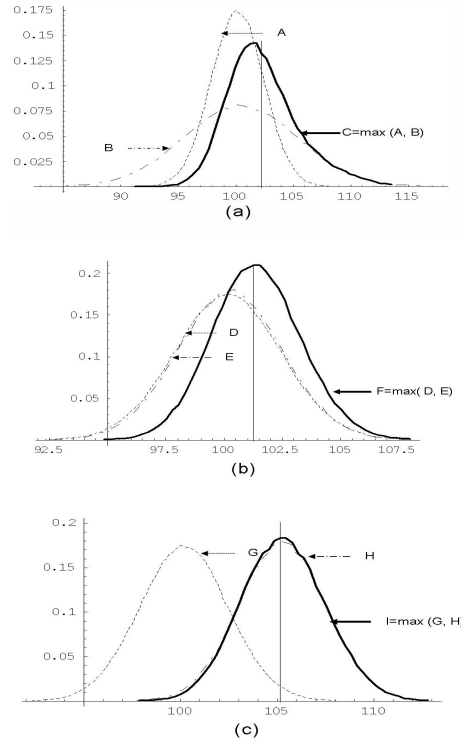 0.175
0.15
0.125
0.1
0.075
0.05
0.025
A
B
C=max (A, B)
90 95 100 105 110 115
(a)
0.2
0.15
0.1
0.05
D
E
F=max( D, E)
92.5 97.5 100 102.5 105 107.5
(b)
0.2
0.15
0.1
0.05
G
H
I=max (G, H)
100 105 110
(c)